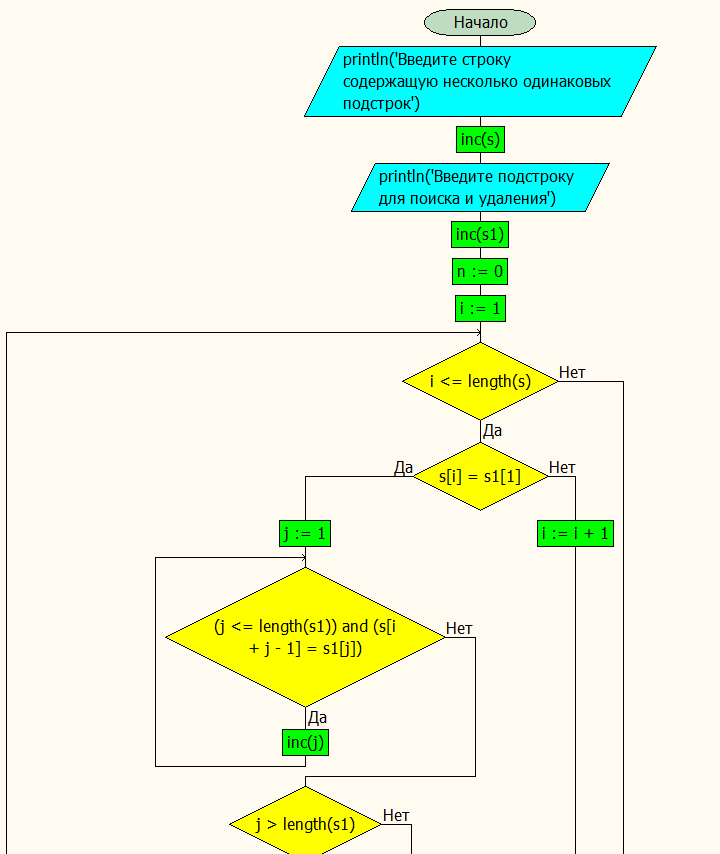 Начало
println('Введите строку
содержащую несколько одинаковых
подстрок')
inc(s)
println('Введите подстроку
для поиска и удаления')
inc(s1)
n := 0
i := 1
i <= length(s)
Нет
Да
s[i] = s1[1]
Да
Нет
j := 1
i := i + 1
(j <= length(s1)) and (s[i
+ j - 1] = s1[j])
Нет
Да
inc(j)
j > length(s1)
Нет